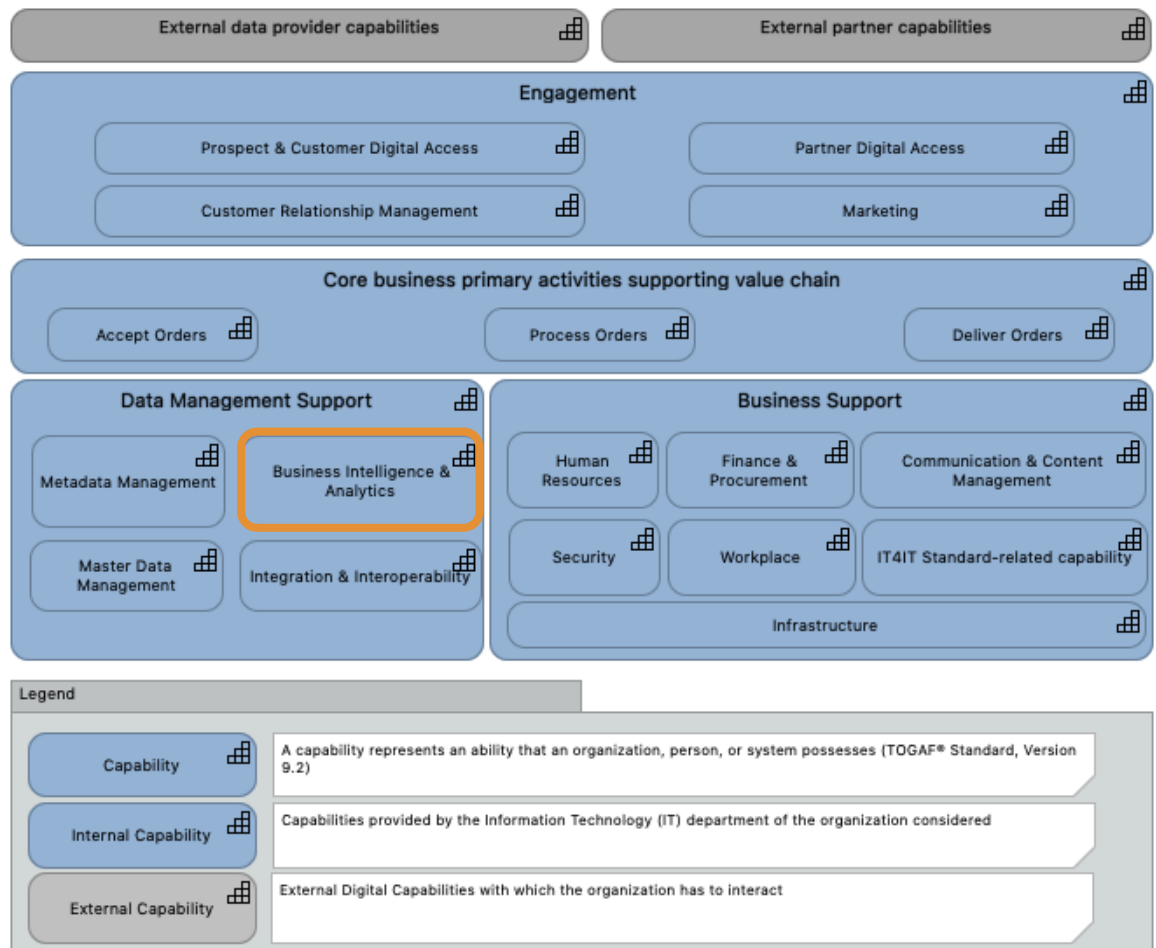 External data provider capabilities
External partner capabilities
Engagement
Prospect & Customer Digital Access
Partner Digital Access
Customer Relationship Management
Marketing
Core business primary activities supporting value chain
Accept Orders
Process Orders
Deliver Orders
Data Management Support
Metadata Management
Business Intelligence &
Analytics
Master Data
Management
Integration & Interoperability
Business Support
Human
Resources
Finance &
Procurement
Communication & Content
Management
Security
Workplace
IT4IT Standard-related capability
Infrastructure
Legend
Capability
A capability represents an ability that an organization, person, or system possesses (TOGAF® Standard, Version
9.2)
Internal Capability
Capabilities provided by the Information Technology (IT) department of the organization considered
External Capability
External Digital Capabilities with which the organization has to interact